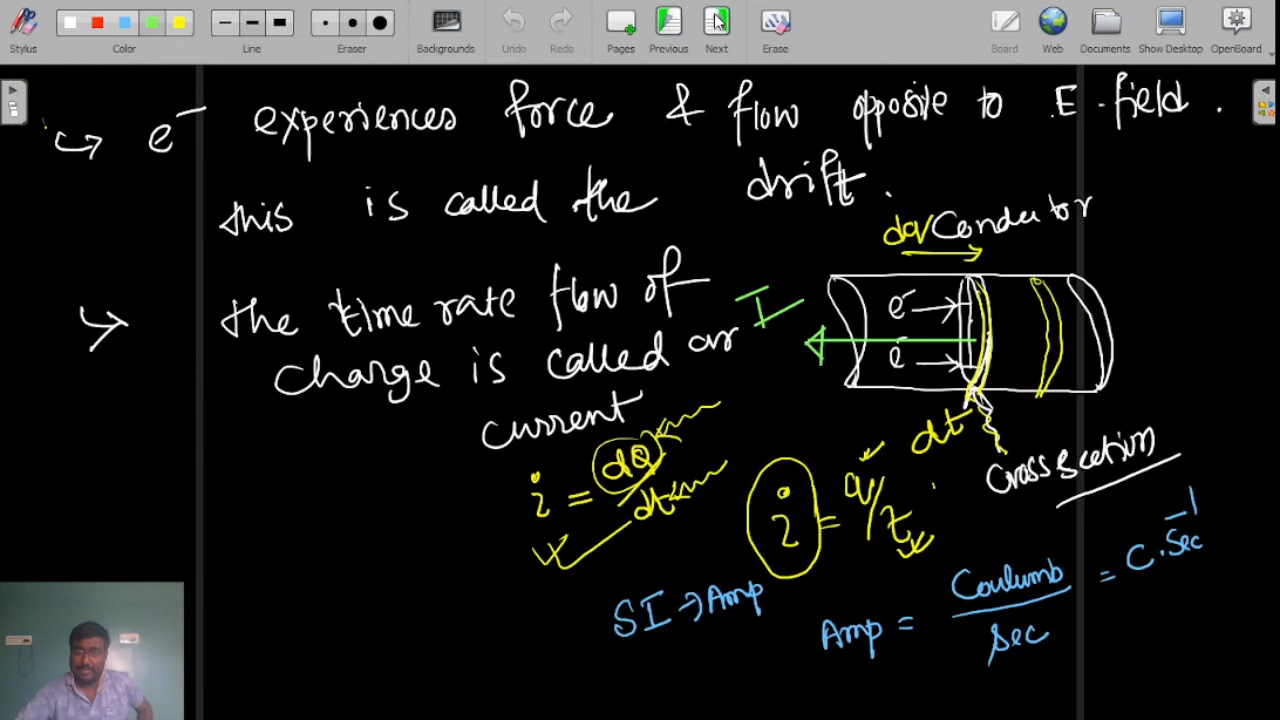 Stylus Color Line Eraser Backgrounds Undo Redo Pages Previous Next Erase Board Web Documents Show Desktop OpenBoard
↳ e⁻ experiences force & flow opposite to E-field.
this is called the drift.
dq Conductor
↳ the time rate flow of
charge is called as
current
I
e⁻
e⁻
dt
Cross section
i = dQ/dt
i = q/t
SI → Amp
Amp = Coulumb/Sec = C.Sec⁻¹